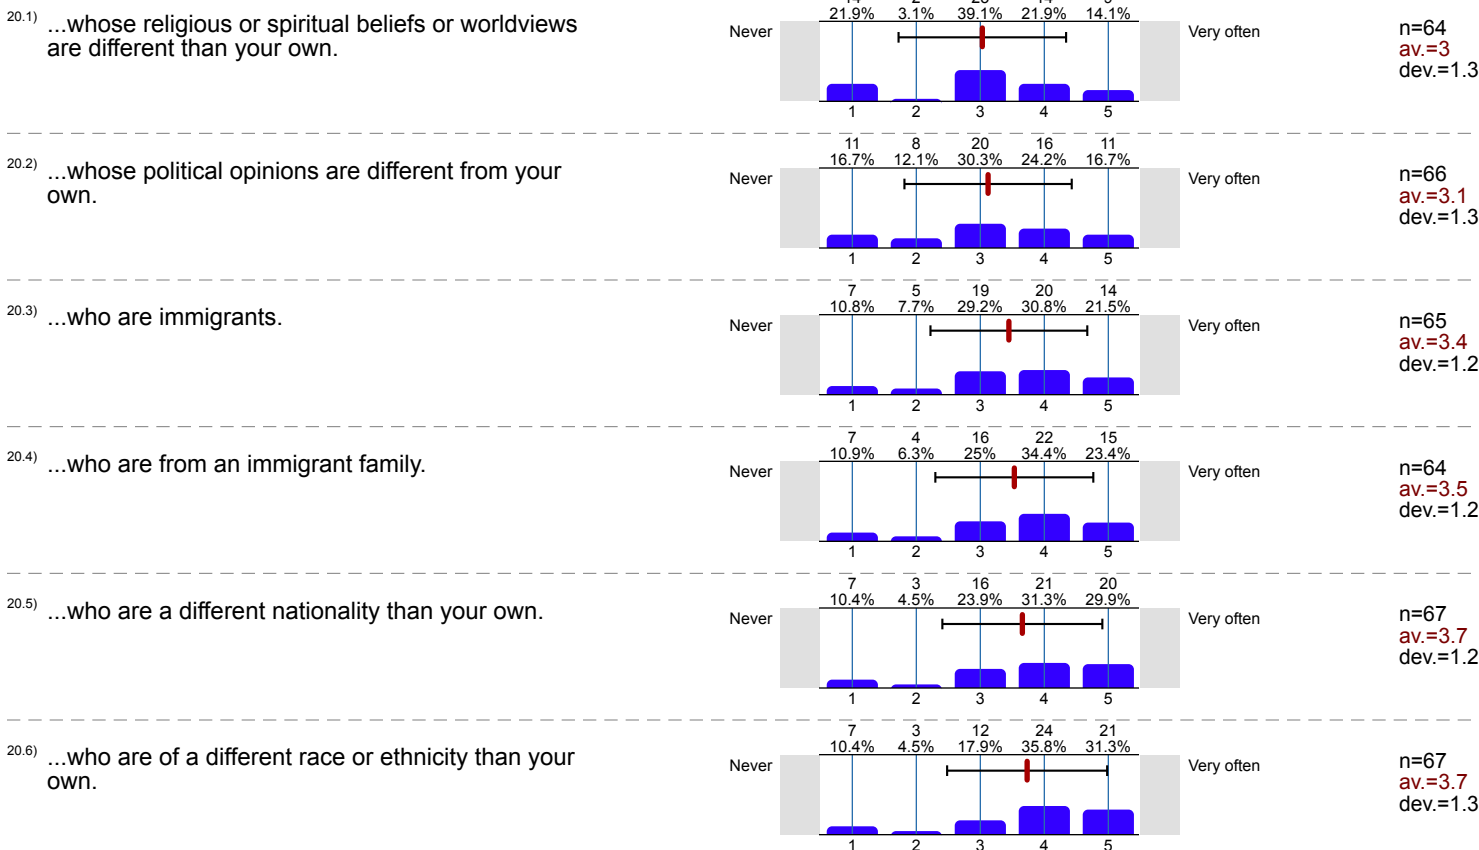 20.1) ...whose religious or spiritual beliefs or worldviews
are different than your own.
21.9% 3.1% 39.1% 21.9% 14.1%
Never Very often
n=64
av.=3
dev.=1.3
1 2 3 4 5
20.2) ...whose political opinions are different from your
own.
11 8 20 16 11
16.7% 12.1% 30.3% 24.2% 16.7%
Never Very often
n=66
av.=3.1
dev.=1.3
1 2 3 4 5
20.3) ...who are immigrants.
7 5 19 20 14
10.8% 7.7% 29.2% 30.8% 21.5%
Never Very often
n=65
av.=3.4
dev.=1.2
1 2 3 4 5
20.4) ...who are from an immigrant family.
7 4 16 22 15
10.9% 6.3% 25% 34.4% 23.4%
Never Very often
n=64
av.=3.5
dev.=1.2
1 2 3 4 5
20.5) ...who are a different nationality than your own.
7 3 16 21 20
10.4% 4.5% 23.9% 31.3% 29.9%
Never Very often
n=67
av.=3.7
dev.=1.2
1 2 3 4 5
20.6) ...who are of a different race or ethnicity than your
own.
7 3 12 24 21
10.4% 4.5% 17.9% 35.8% 31.3%
Never Very often
n=67
av.=3.7
dev.=1.3
1 2 3 4 5